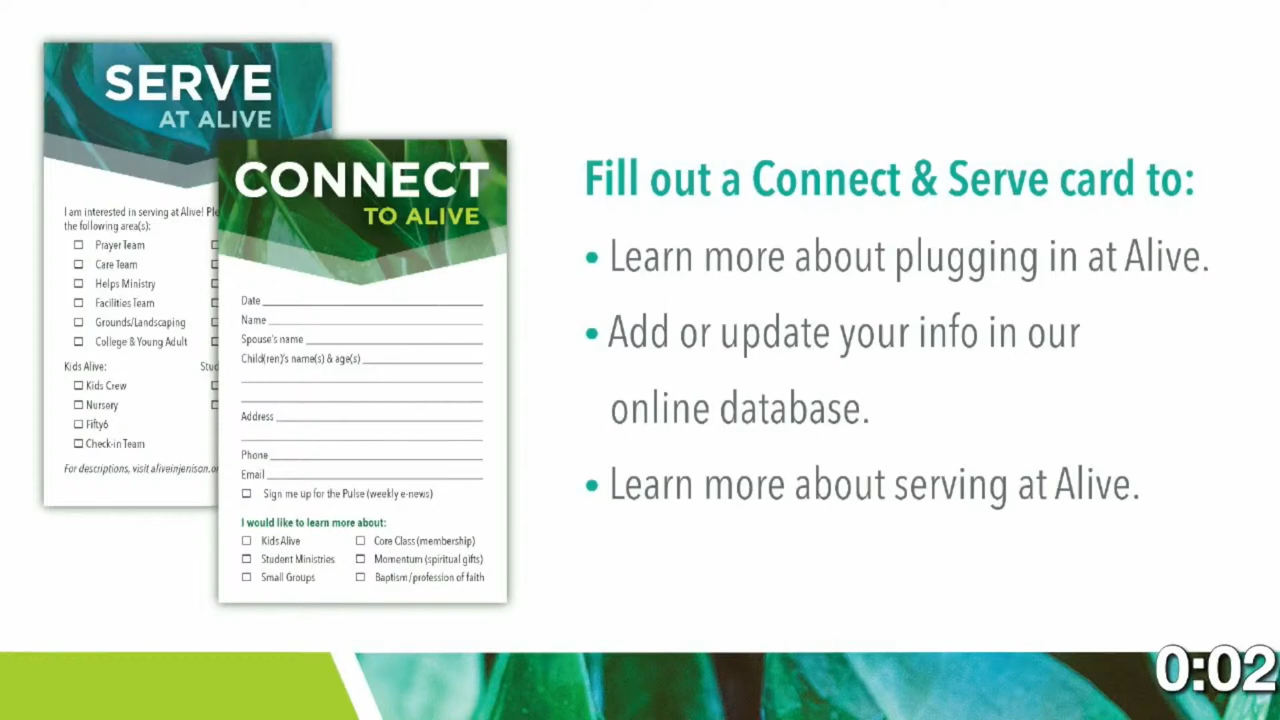 SERVE
AT ALIVE
I am interested in serving at Alive!
the following area(s):
Prayer Team
Care Team
Helps Ministry
Facilities Team
Grounds/Landscaping
College & Young Adult
Kids Alive:
Kids Crew
Nursery
Fifty6
Check-in Team
For descriptions, visit
CONNECT
TO ALIVE
Date
Name
Spouse's name
Child(ren)'s name(s) & age(s)
Address
Phone
Email
Sign me up for the Pulse (weekly e-news)
I would like to learn more about:
Kids Alive Core Class (membership)
Student Ministries Momentum (spiritual gifts)
Small Groups Baptism/profession of faith
Fill out a Connect & Serve card to:
• Learn more about plugging in at Alive.
• Add or update your info in our
online database.
• Learn more about serving at Alive.
0:02